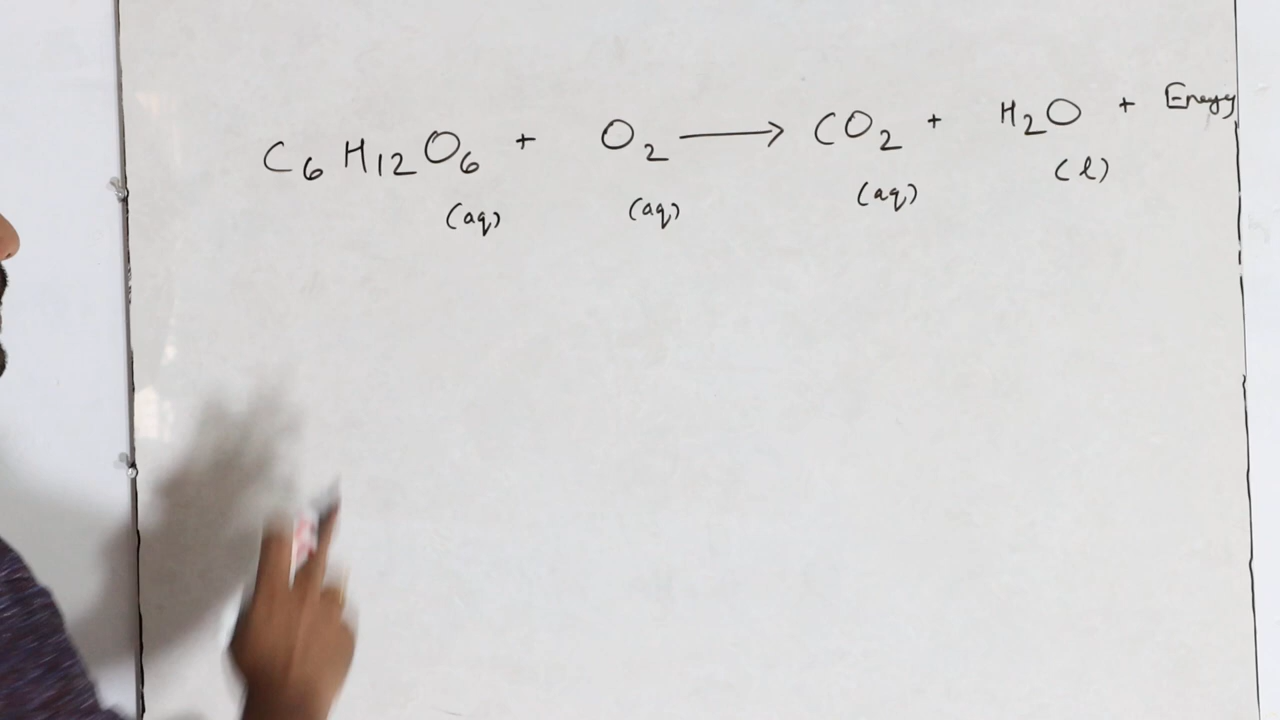 C6H12O6 + O2 ⟶ CO2 + H2O + Energy
(aq) (aq) (aq) (l)